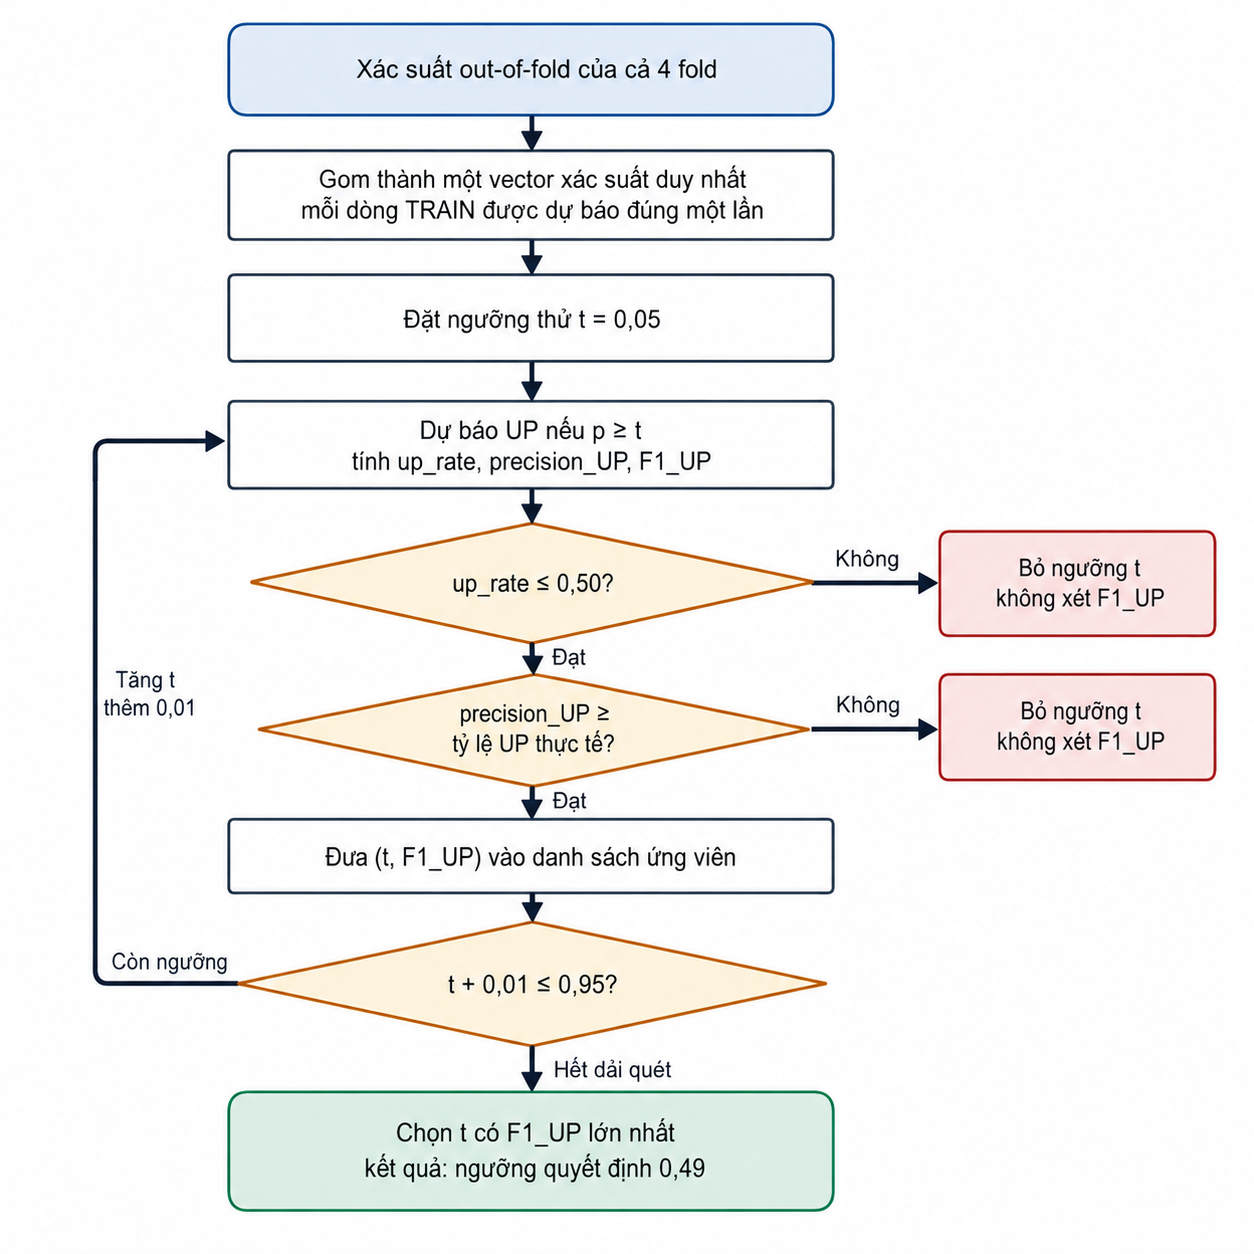 Xác suất out-of-fold của cả 4 fold
Gom thành một vector xác suất duy nhất
mỗi dòng TRAIN được dự báo đúng một lần
Đặt ngưỡng thử t = 0,05
Dự báo UP nếu p ≥ t
tính up_rate, precision_UP, F1_UP
up_rate ≤ 0,50?
Không
Bỏ ngưỡng t
không xét F1_UP
Đạt
precision_UP ≥
tỷ lệ UP thực tế?
Không
Bỏ ngưỡng t
không xét F1_UP
Tăng t
thêm 0,01
Đạt
Đưa (t, F1_UP) vào danh sách ứng viên
t + 0,01 ≤ 0,95?
Còn ngưỡng
Hết dải quét
Chọn t có F1_UP lớn nhất
kết quả: ngưỡng quyết định 0,49